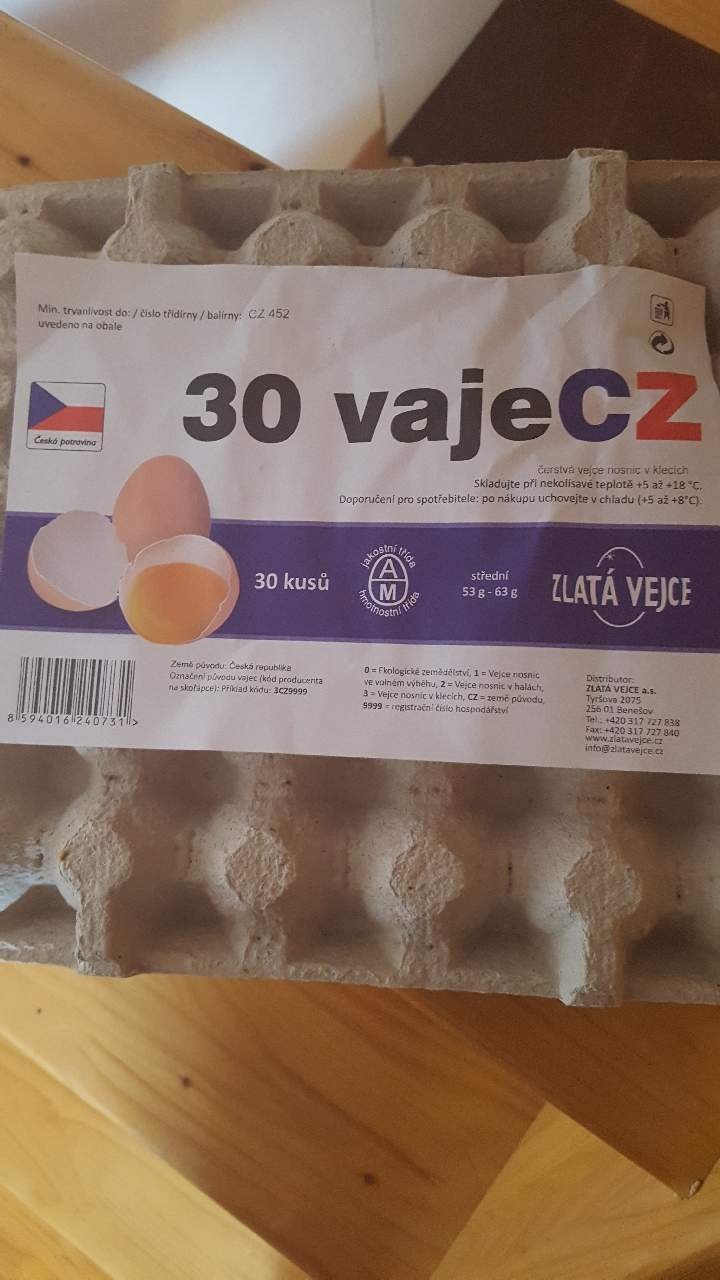 Min. trvanlivost do: / číslo třídírny / balírny: CZ 452
uvedeno na obale
Česká potravina
30 vajeCZ
čerstvá vejce nosnic v klecích
Skladujte při nekolísavé teplotě +5 až +18 °C.
Doporučení pro spotřebitele: po nákupu uchovejte v chladu (+5 až +8°C).
30 kusů
jakostní třída
A
M
hmotnostní třída
střední
53 g - 63 g
ZLATÁ VEJCE
8 594016 240731 >
Země původu: Česká republika
Označení původu vajec (kód producenta
na skořápce): Příklad kódu: 3CZ9999
0 = Ekologické zemědělství, 1 = Vejce nosnic
ve volném výběhu, 2 = Vejce nosnic v halách,
3 = Vejce nosnic v klecích, CZ = země původu,
9999 = registrační číslo hospodářství
Distributor:
ZLATÁ VEJCE a.s.
Tyršova 2075
256 01 Benešov
Tel.: +420 317 727 838
Fax: +420 317 727 840
www.zlatavejce.cz
info@zlatavejce.cz